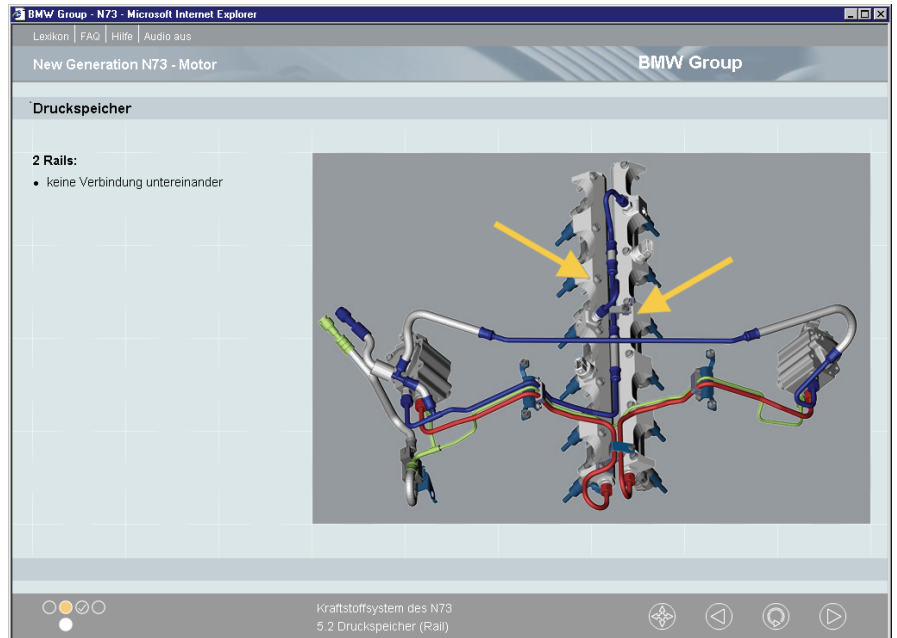 BMW Group - N73 - Microsoft Internet Explorer
Lexikon FAQ Hilfe Audio aus
New Generation N73 - Motor
BMW Group
Druckspeicher
2 Rails:
• keine Verbindung untereinander
Kraftstoffsystem des N73
5.2 Druckspeicher (Rail)